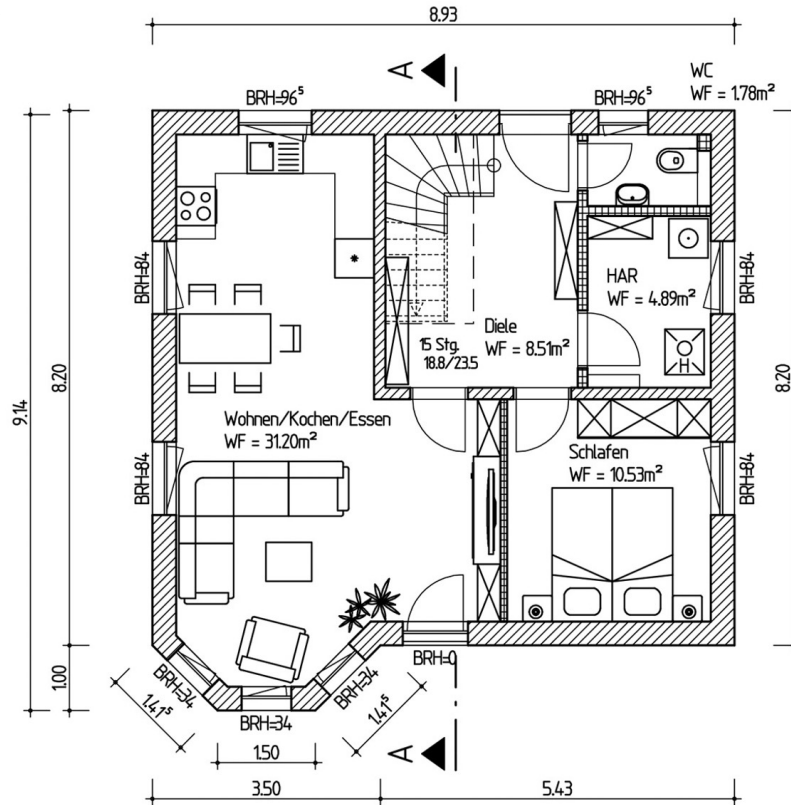 8.93
A
WC
WF = 1.78m²
BRH=96⁵
BRH=96⁵
BRH=84
BRH=84
HAR
WF = 4.89m²
Diele
WF = 8.51m²
15 Stg.
18.8/23.5
H
9.14
8.20
8.20
Wohnen/Kochen/Essen
WF = 31.20m²
Schlafen
WF = 10.53m²
BRH=84
BRH=84
BRH=0
1.00
BRH=34
BRH=34
BRH=34
1.41⁵
1.41⁵
1.50
A
3.50
5.43